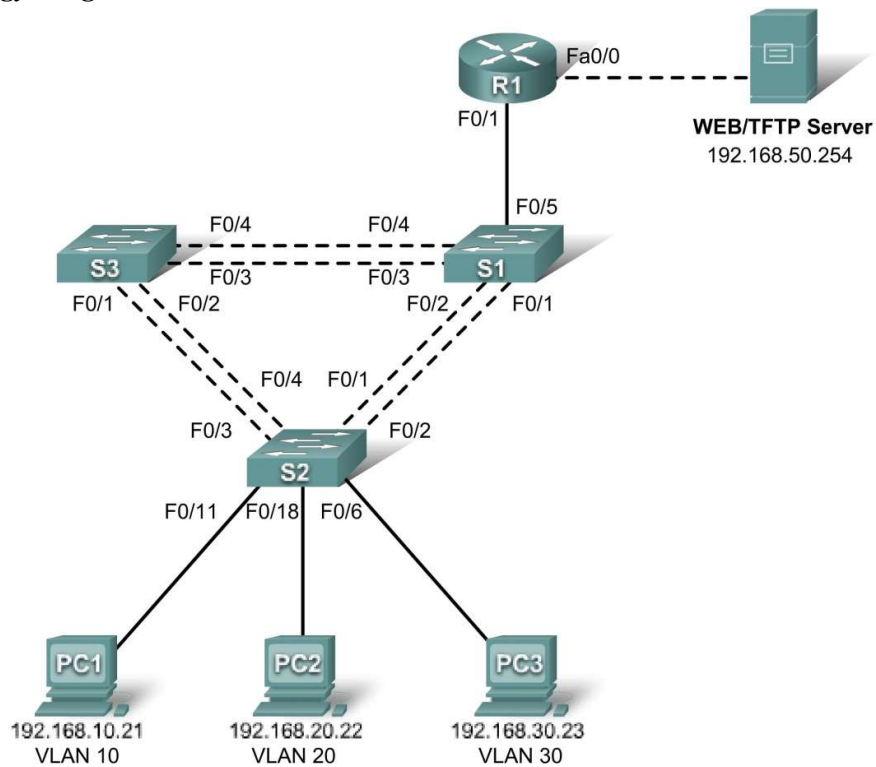 Fa0/0
R1
F0/1
WEB/TFTP Server
192.168.50.254
F0/5
F0/4 F0/4
S3 S1
F0/3 F0/3
F0/1 F0/2 F0/2 F0/1
F0/4 F0/1
F0/3 F0/2
S2
F0/11 F0/18 F0/6
PC1 PC2 PC3
192.168.10.21 192.168.20.22 192.168.30.23
VLAN 10 VLAN 20 VLAN 30